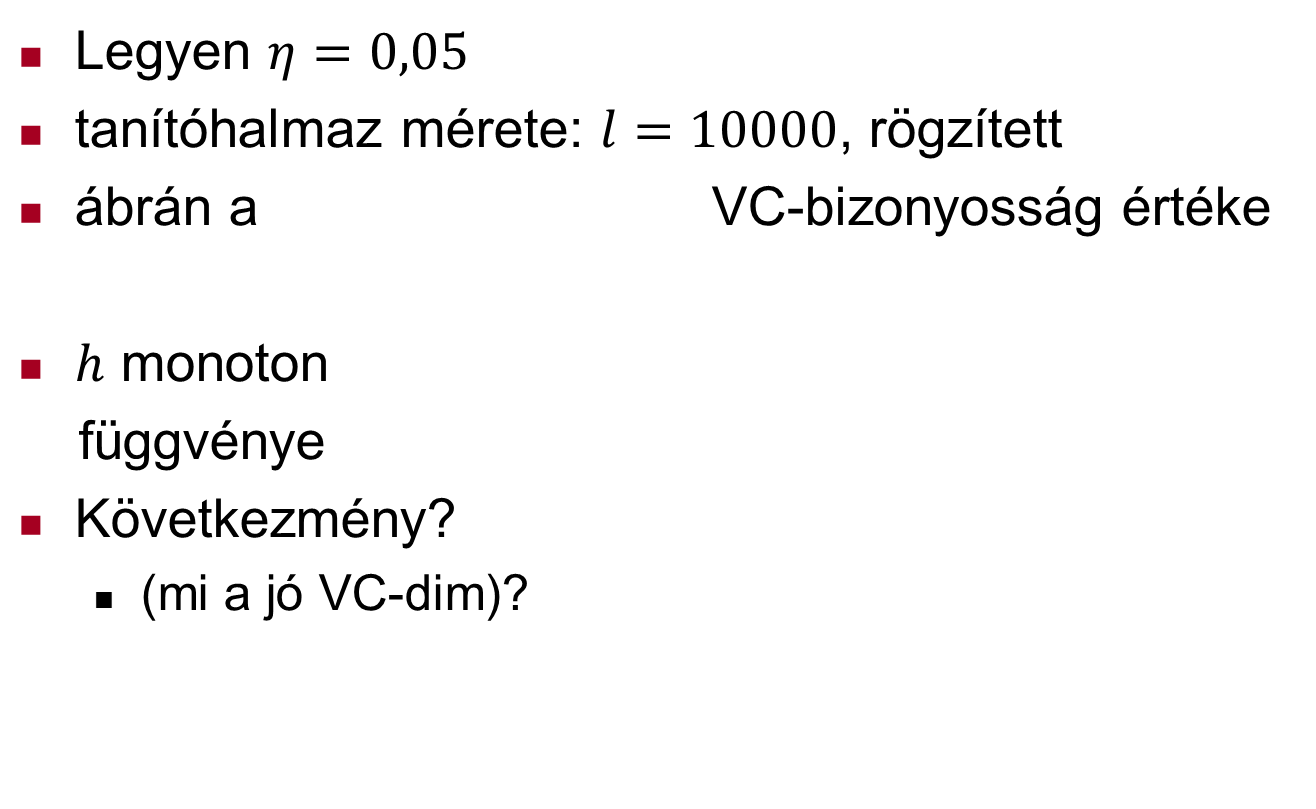 ▪ Legyen η = 0,05
▪ tanítóhalmaz mérete: l = 10000, rögzített
▪ ábrán a VC-bizonyosság értéke
▪ h monoton
függvénye
▪ Következmény?
▪ (mi a jó VC-dim)?